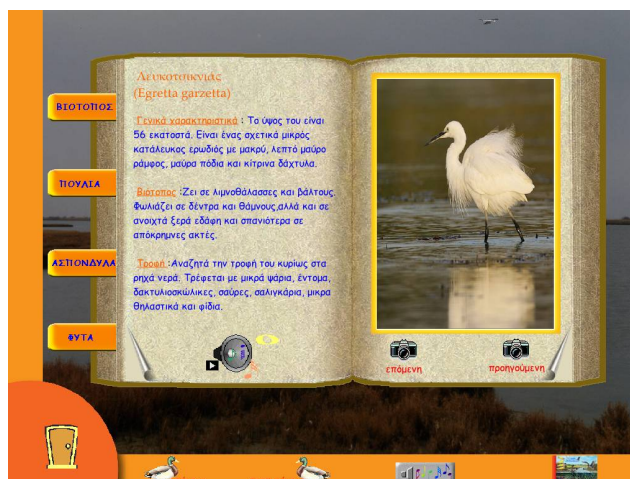 Λευκοτσικνιάς
(Egretta garzetta)
Γενικά χαρακτηριστικά : Το ύψος του είναι
56 εκατοστά. Είναι ένας σχετικά μικρός
κατάλευκος ερωδιός με μακρύ, λεπτό μαύρο
ράμφος, μαύρα πόδια και κίτρινα δάχτυλα.
Βιότοπος :Ζει σε λιμνοθάλασσες και βάλτους.
Φωλιάζει σε δέντρα και θάμνους,αλλά και σε
ανοιχτά ξερά εδάφη και σπανιότερα σε
απόκρημνες ακτές.
Τροφή :Αναζητά την τροφή του κυρίως στα
ρηχά νερά. Τρέφεται με μικρά ψάρια, έντομα,
δακτυλιοσκώληκες, σαύρες, σαλιγκάρια, μικρα
θηλαστικά και φίδια.
ΒΙΟΤΟΠΟΣ
ΠΟΥΛΙΑ
ΑΣΠΟΝΔΥΛΑ
ΦΥΤΑ
επόμενη
προηγούμενη